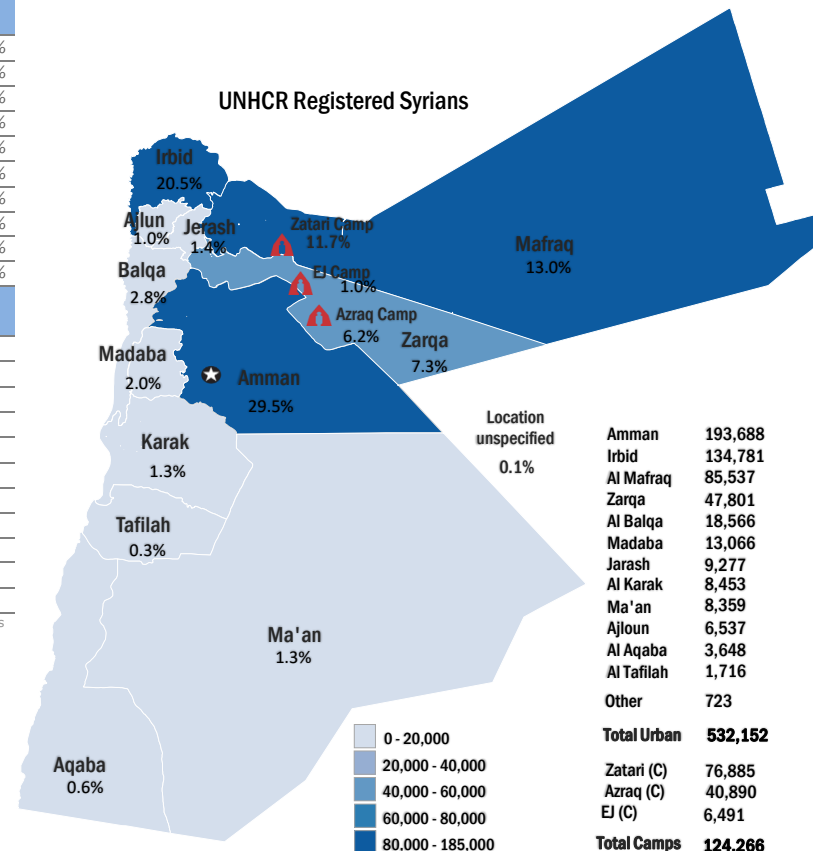 UNHCR Registered Syrians
Irbid
20.5%
Ajlun
1.0%
Jerash
1.4%
Zatari Camp
11.7%
Mafraq
13.0%
Balqa
2.8%
EJ Camp
1.0%
Azraq Camp
6.2%
Zarqa
7.3%
Madaba
2.0%
Amman
29.5%
Location
unspecified
0.1%
Karak
1.3%
Tafilah
0.3%
Ma'an
1.3%
Aqaba
0.6%
0 - 20,000
20,000 - 40,000
40,000 - 60,000
60,000 - 80,000
80,000 - 185,000
Amman 193,688
Irbid 134,781
Al Mafraq 85,537
Zarqa 47,801
Al Balqa 18,566
Madaba 13,066
Jarash 9,277
Al Karak 8,453
Ma'an 8,359
Ajloun 6,537
Al Aqaba 3,648
Al Tafilah 1,716
Other 723
Total Urban 532,152
Zatari (C) 76,885
Azraq (C) 40,890
EJ (C) 6,491
Total Camps 124,266